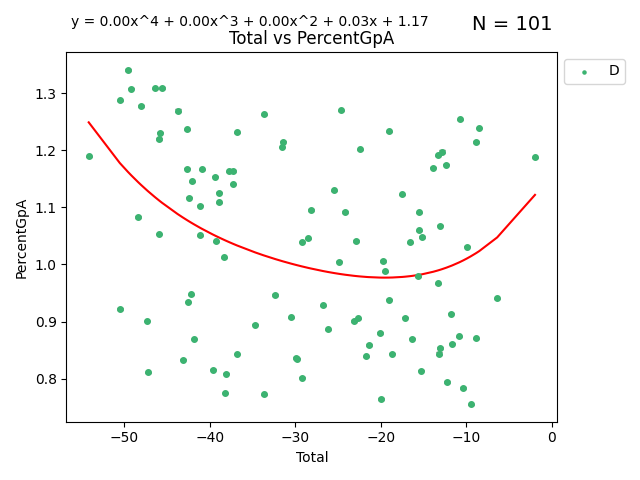 y = 0.00x^4 + 0.00x^3 + 0.00x^2 + 0.03x + 1.17
N = 101
Total vs PercentGpA
D
PercentGpA
1.3
1.2
1.1
1.0
0.9
0.8
−50
−40
−30
−20
−10
0
Total